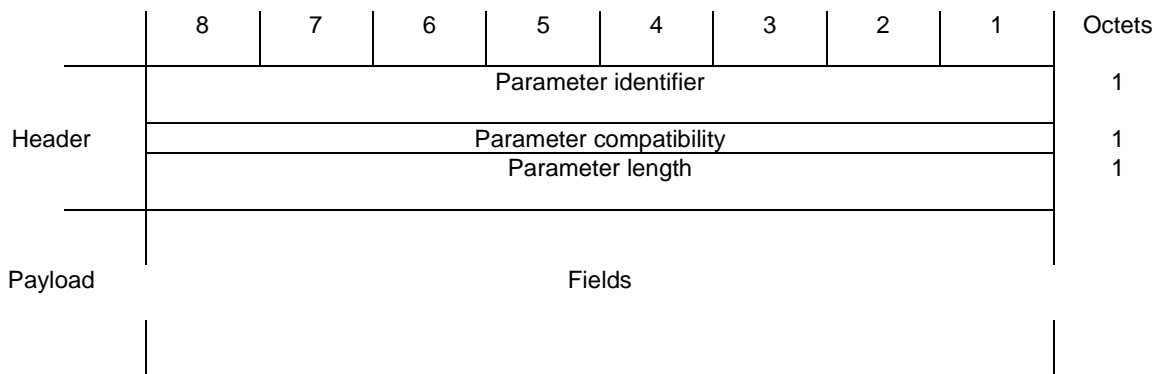 8 7 6 5 4 3 2 1 Octets
Parameter identifier 1
Header Parameter compatibility 1
Parameter length 1
Payload Fields